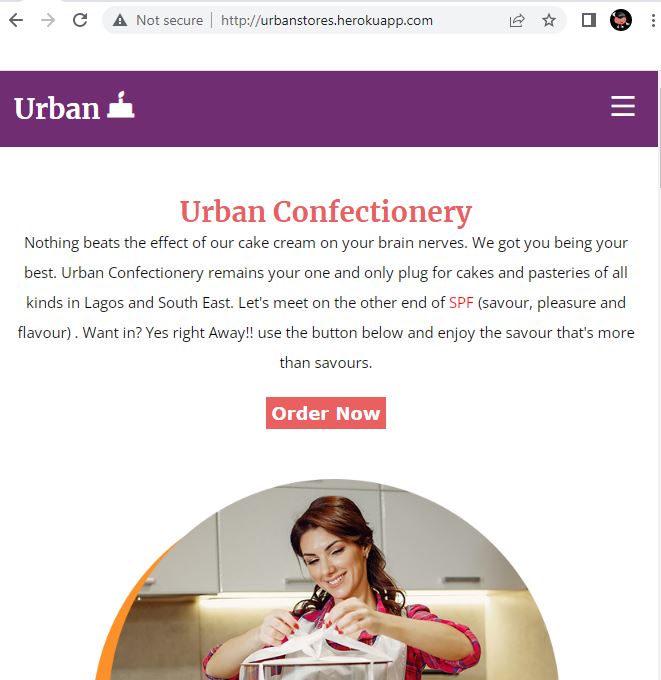 Not secure | http://urbanstores.herokuapp.com
Urban
Urban Confectionery
Nothing beats the effect of our cake cream on your brain nerves. We got you being your
best. Urban Confectionery remains your one and only plug for cakes and pasteries of all
kinds in Lagos and South East. Let's meet on the other end of SPF (savour, pleasure and
flavour) . Want in? Yes right Away!! use the button below and enjoy the savour that's more
than savours.
Order Now